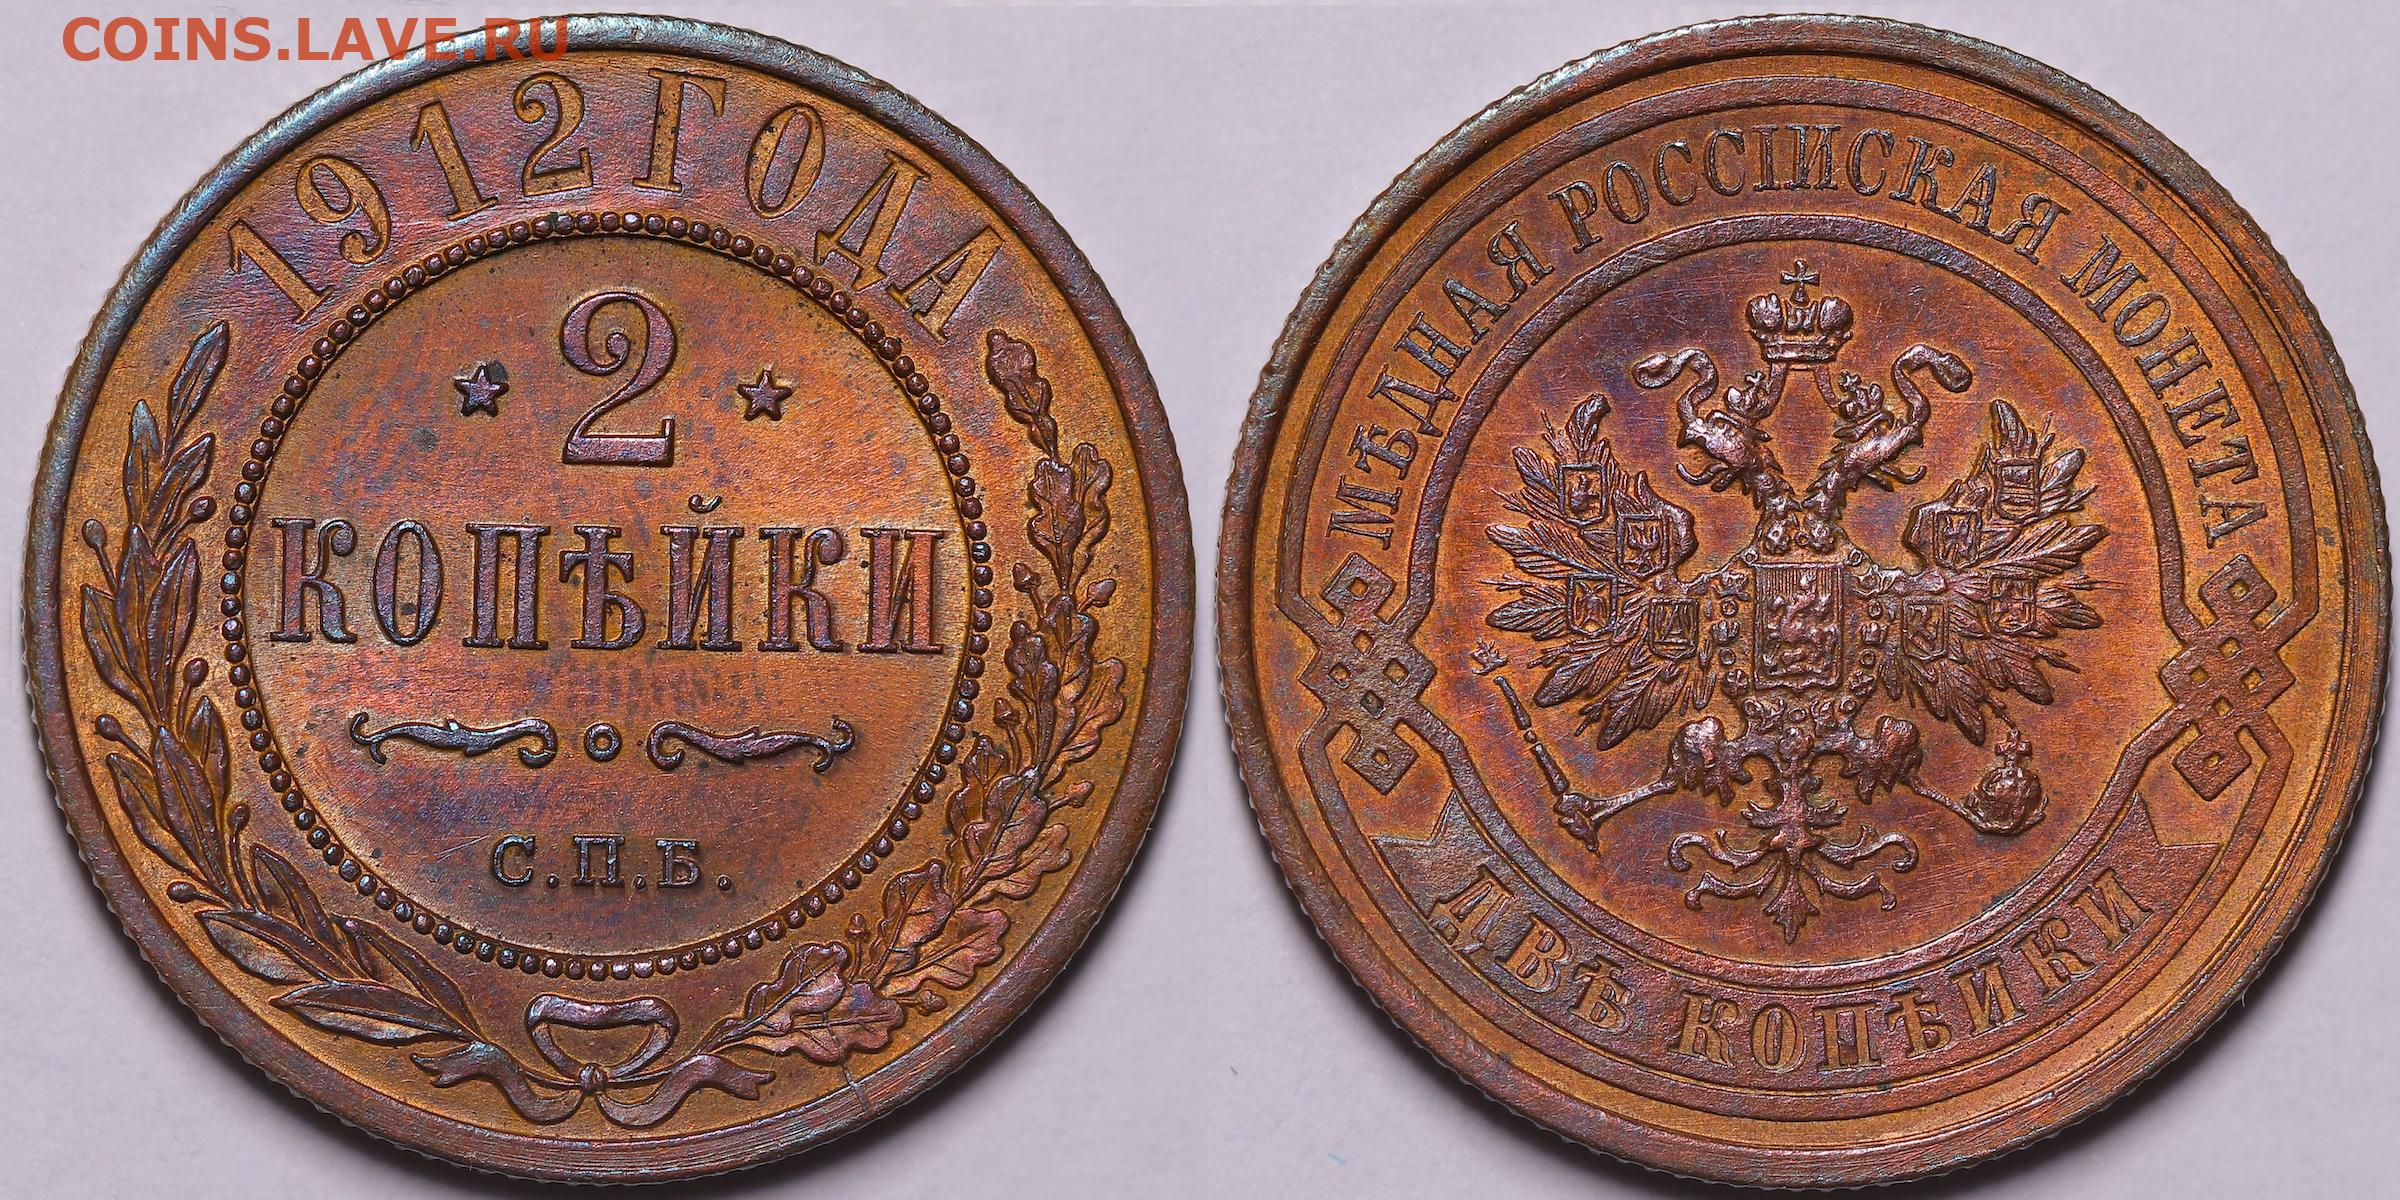 COINS.LAVE.RU
1912 ГОДА
2
КОПѢЙКИ
С.П.Б.
МѢДНАЯ РОССІЙСКАЯ МОНЕТА
ДВѢ КОПѢЙКИ